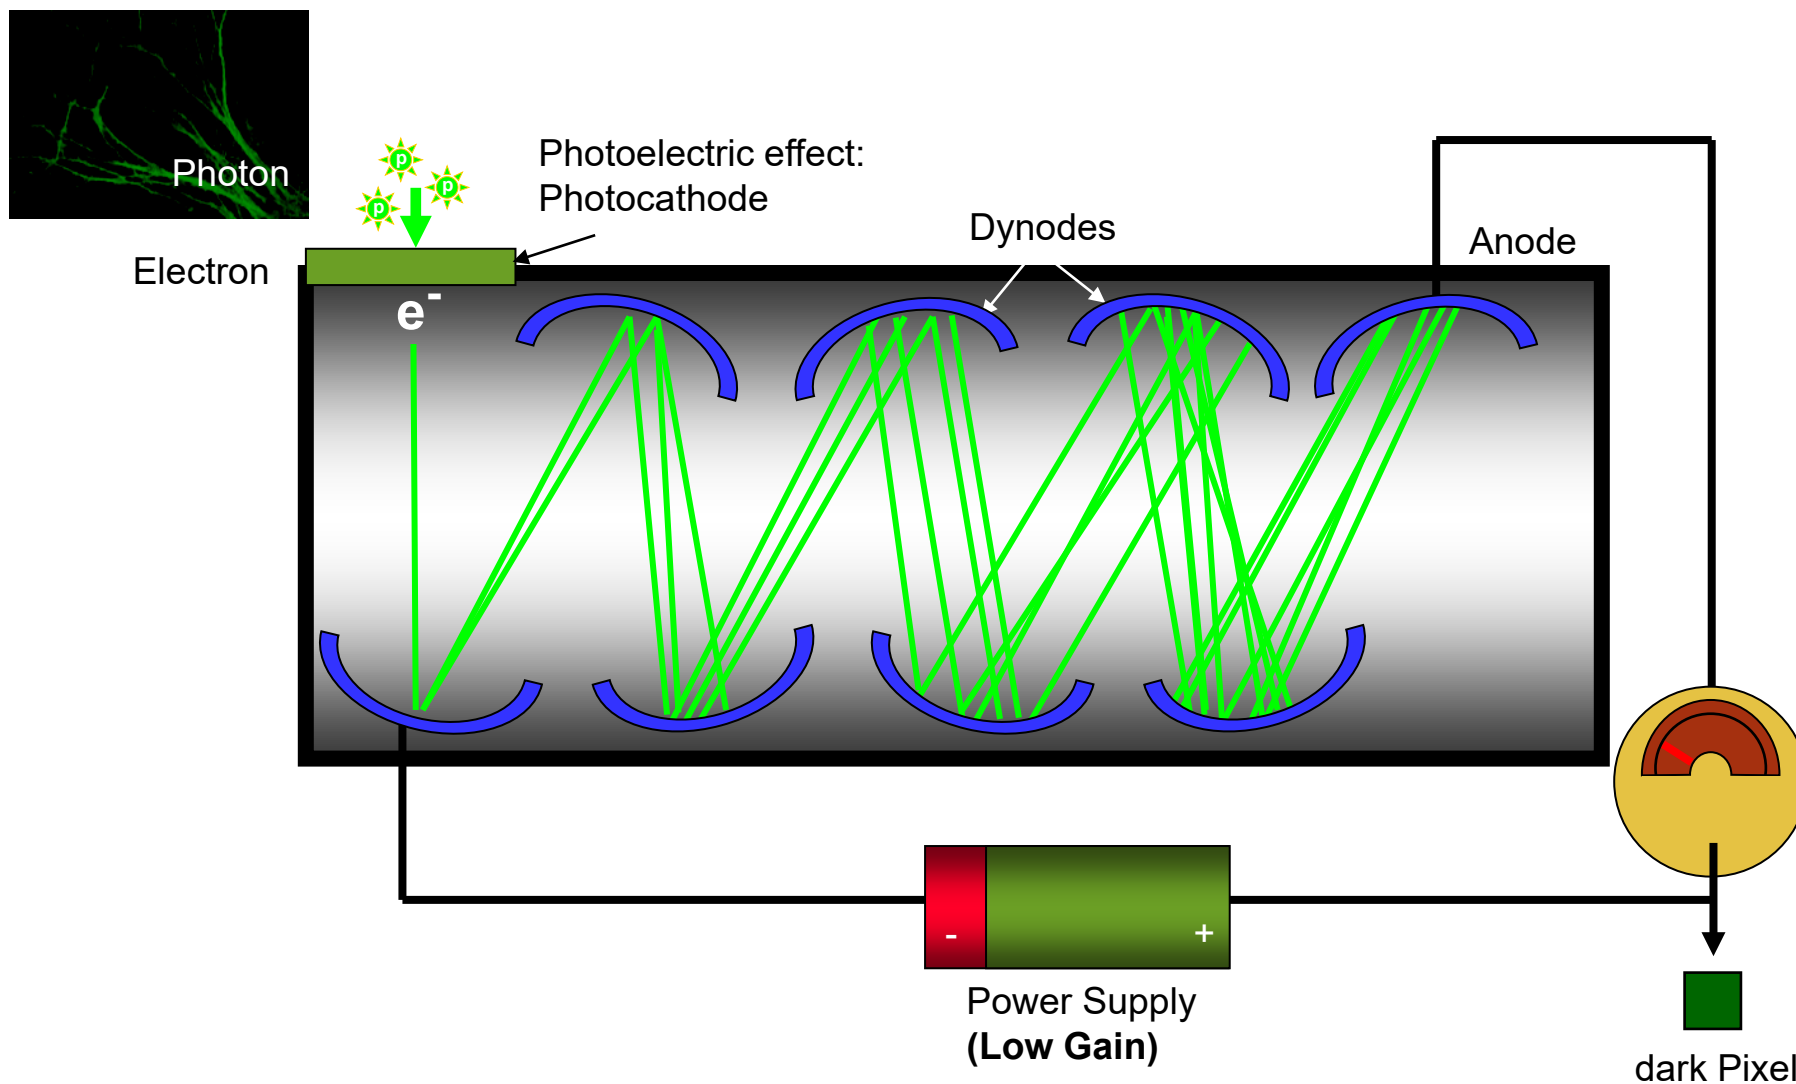 Photon
p
p
p
Photoelectric effect:
Photocathode
Dynodes
Anode
Electron
e-
- +
Power Supply
(Low Gain)
dark Pixel